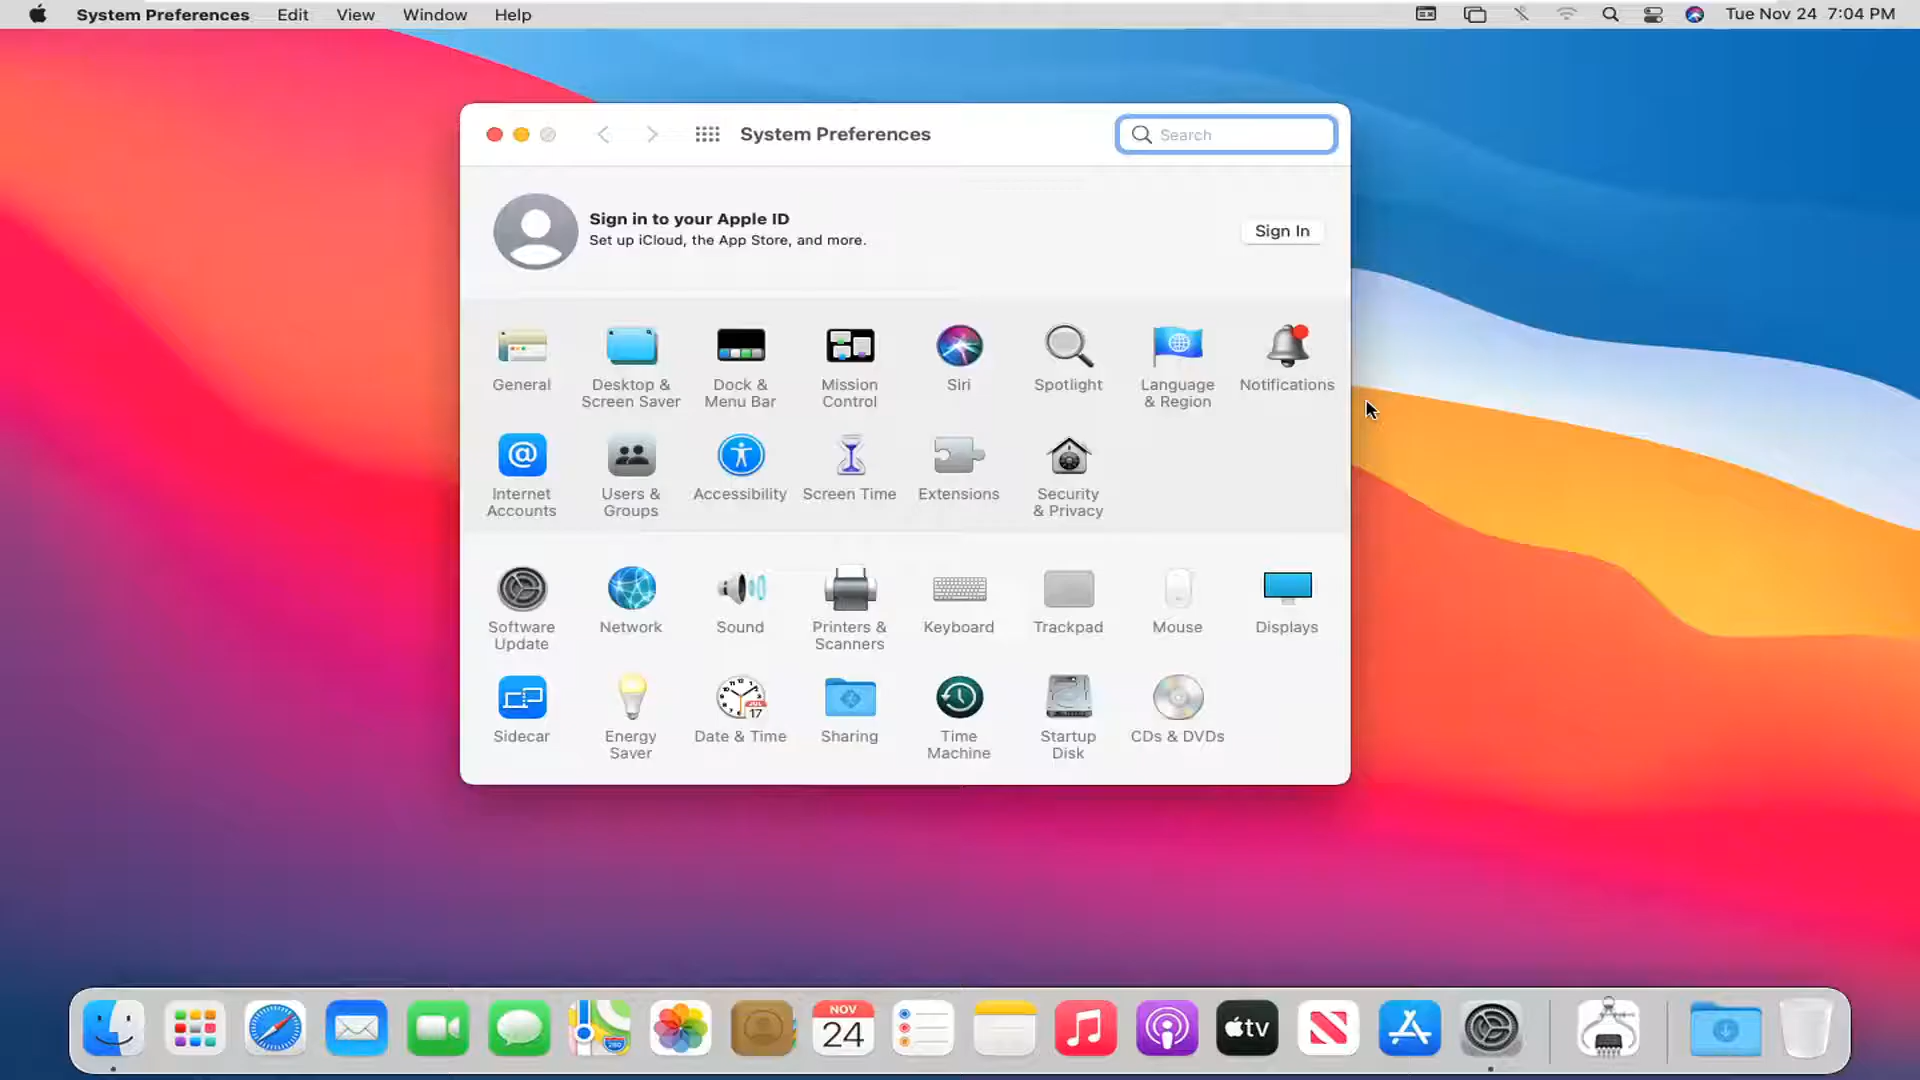 System Preferences Edit View Window Help Tue Nov 24 7:04 PM
System Preferences
Search
Sign in to your Apple ID
Set up iCloud, the App Store, and more.
Sign In
General
Desktop &
Screen Saver
Dock &
Menu Bar
Mission
Control
Siri
Spotlight
Language
& Region
Notifications
Internet
Accounts
Users &
Groups
Accessibility
Screen Time
Extensions
Security
& Privacy
Software
Update
Network
Sound
Printers &
Scanners
Keyboard
Trackpad
Mouse
Displays
Sidecar
Energy
Saver
JUL
17
Date & Time
Sharing
Time
Machine
Startup
Disk
CDs & DVDs
280
NOV
24
tv